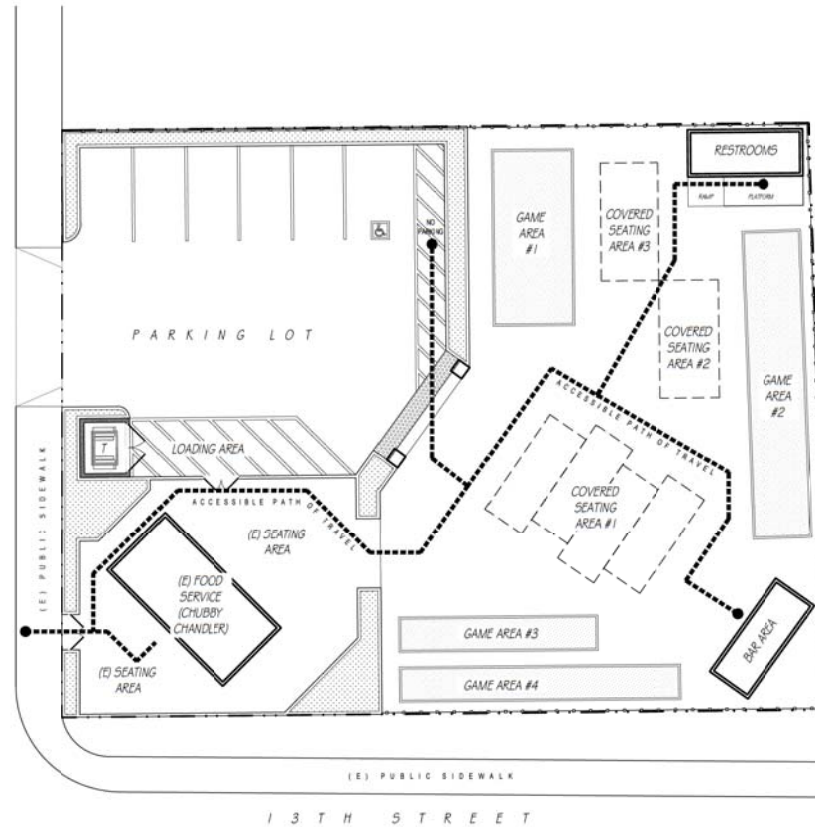 RESTROOMS
RAMP
PLATFORM
NO
PARKING
GAME
AREA
#1
COVERED
SEATING
AREA #3
COVERED
SEATING
AREA #2
GAME
AREA
#2
PARKING LOT
ACCESSIBLE PATH OF TRAVEL
T
LOADING AREA
(E) PUBLIC SIDEWALK
ACCESSIBLE PATH OF TRAVEL
(E) SEATING
AREA
COVERED
SEATING
AREA #1
(E) FOOD
SERVICE
(CHUBBY
CHANDLER)
(E) SEATING
AREA
GAME AREA #3
GAME AREA #4
BAR AREA
(E) PUBLIC SIDEWALK
13TH STREET